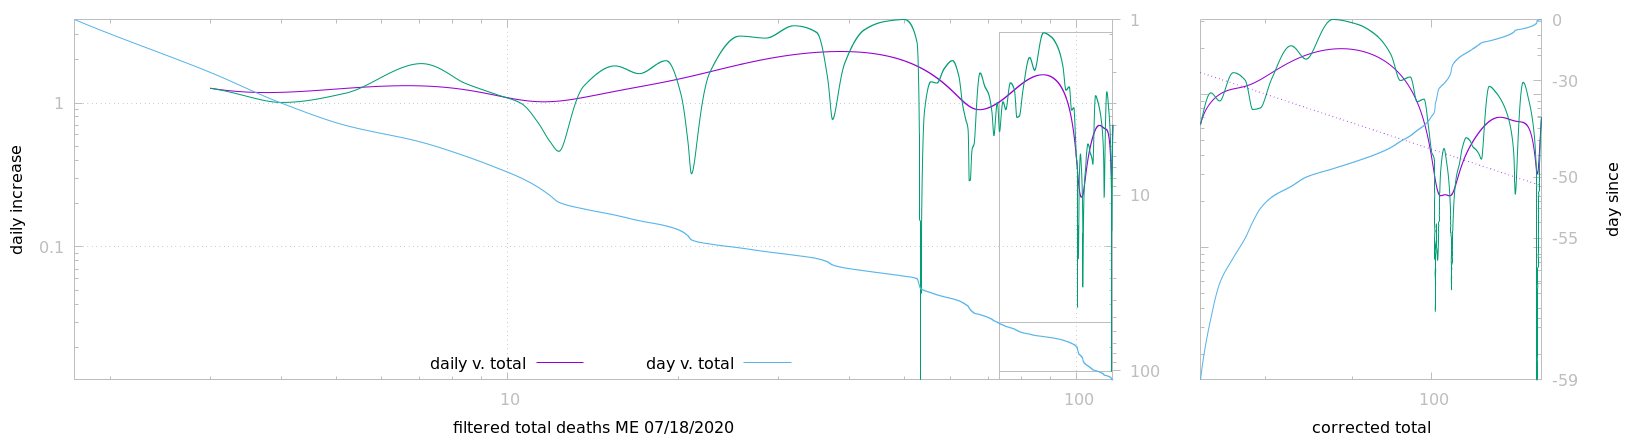 1
0
1
-30
daily increase
day since
-50
10
0.1
-55
daily v. total
day v. total
100
-59
10
100
100
filtered total deaths ME 07/18/2020
corrected total